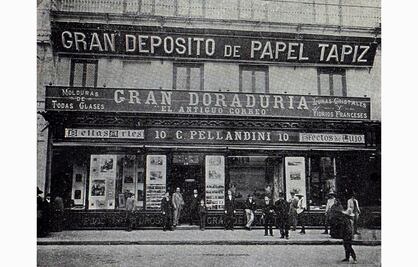 GRAN DEPOSITO DE PAPEL TAPIZ
MOLDURAS
DE
TODAS CLASES
GRAN DORADURIA
EL ANTIGUO CORREO
LUNAS CRISTALES
Y
VIDRIOS FRANCESES
Bellas Artes 10 C. PELLANDINI 10 Efectos de Lujo